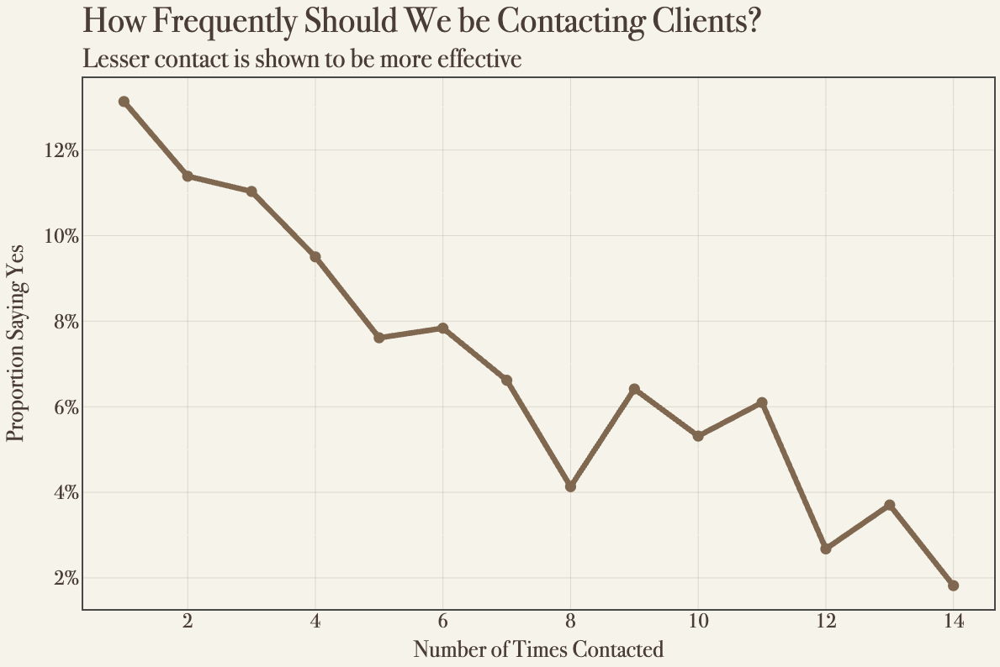 How Frequently Should We be Contacting Clients?
Lesser contact is shown to be more effective
Proportion Saying Yes
12%
10%
8%
6%
4%
2%
2 4 6 8 10 12 14
Number of Times Contacted